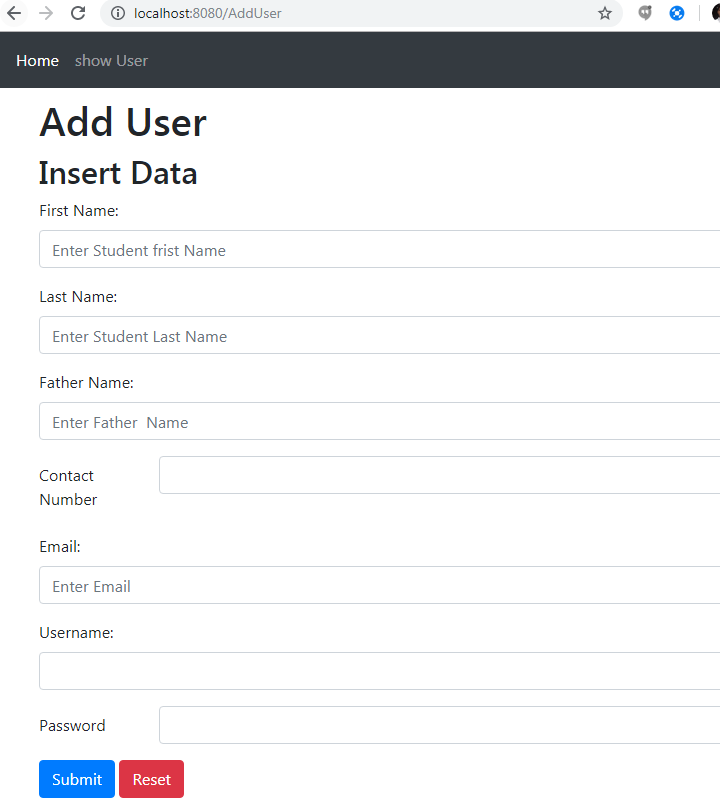 localhost:8080/AddUser
Home show User
Add User
Insert Data
First Name:
Enter Student frist Name
Last Name:
Enter Student Last Name
Father Name:
Enter Father  Name
Contact
Number
Email:
Enter Email
Username:
Password
Submit Reset